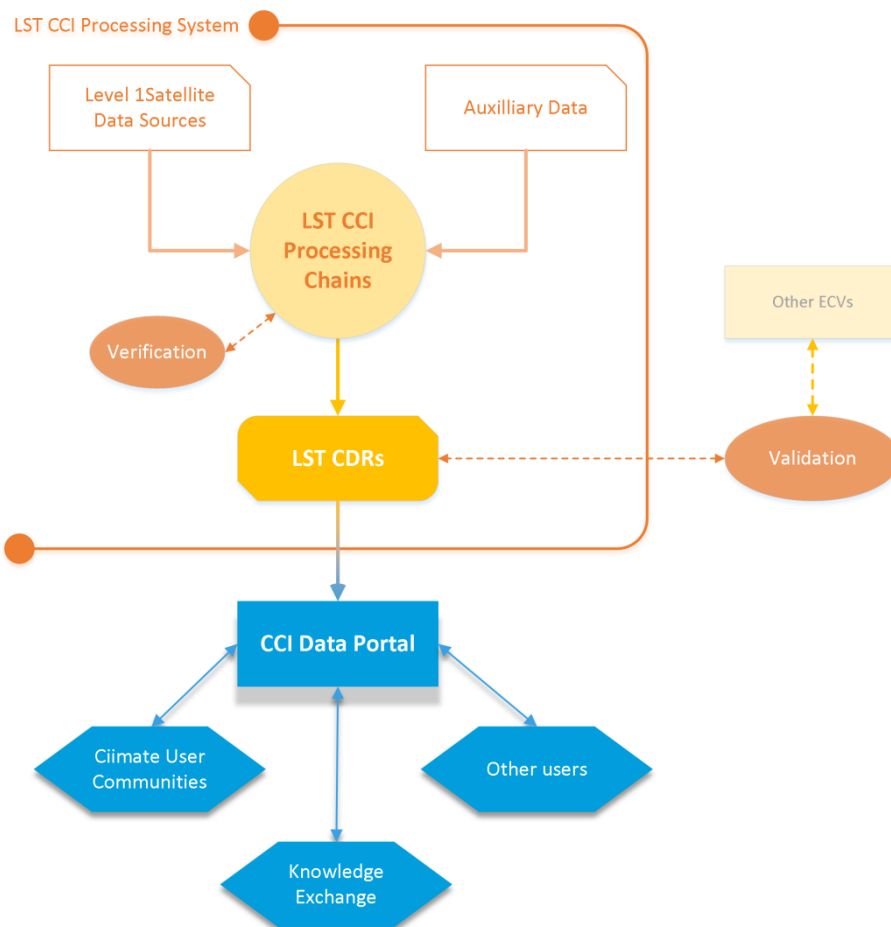 LST CCI Processing System
Level 1Satellite
Data Sources
Auxilliary Data
LST CCI
Processing
Chains
Other ECVs
Verification
LST CDRs
Validation
CCI Data Portal
Ciimate User
Communities
Other users
Knowledge
Exchange